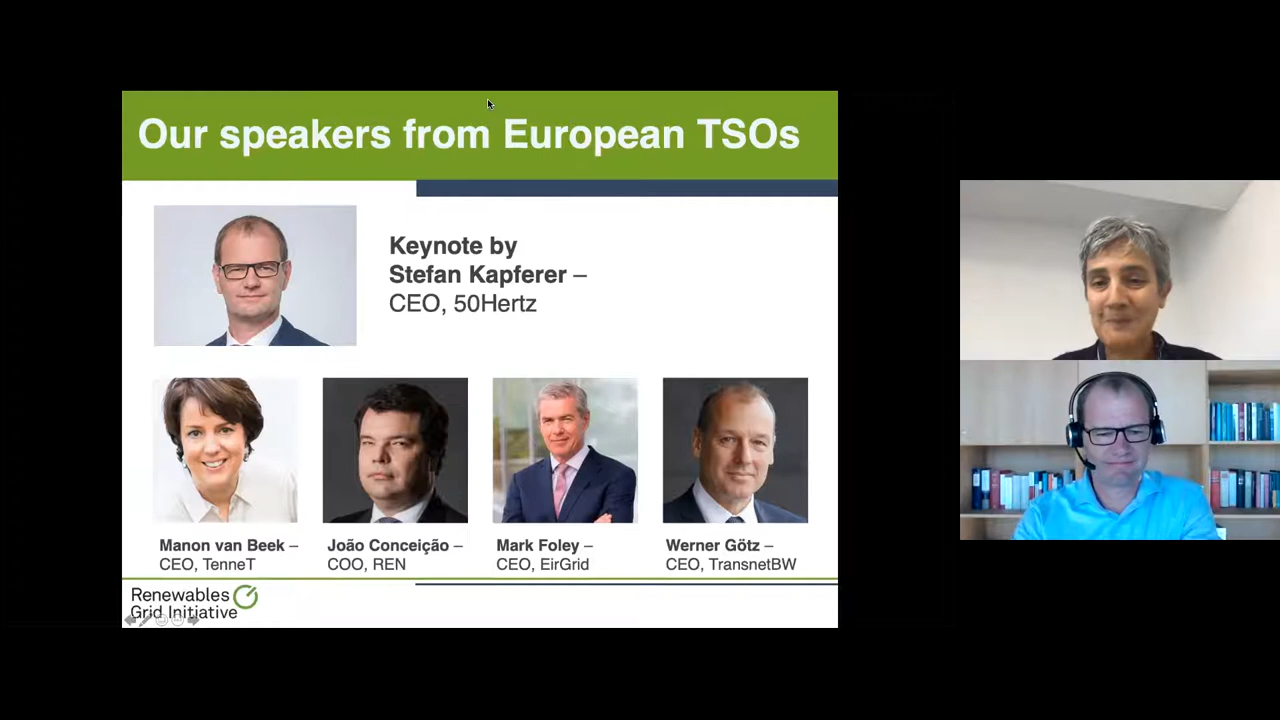 Our speakers from European TSOs
Keynote by
Stefan Kapferer –
CEO, 50Hertz
Manon van Beek –
CEO, TenneT
João Conceição –
COO, REN
Mark Foley –
CEO, EirGrid
Werner Götz –
CEO, TransnetBW
Renewables
Grid Initiative